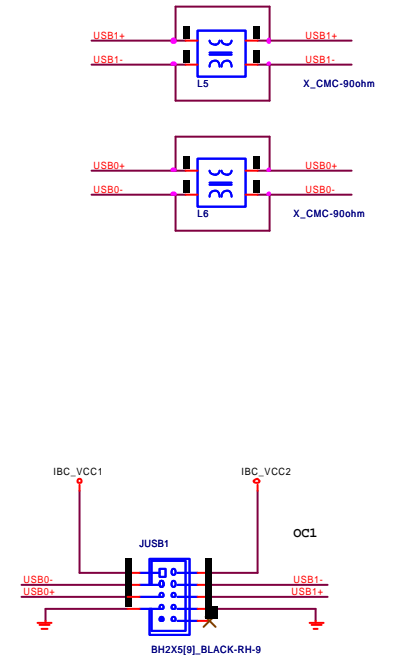 USB1+ USB1+
USB1- USB1-
L5 X_CMC-90ohm
USB0+ USB0+
USB0- USB0-
L6 X_CMC-90ohm
IBC_VCC1 IBC_VCC2
OC1
JUSB1
USB0- USB1-
USB0+ USB1+
BH2X5[9]_BLACK-RH-9